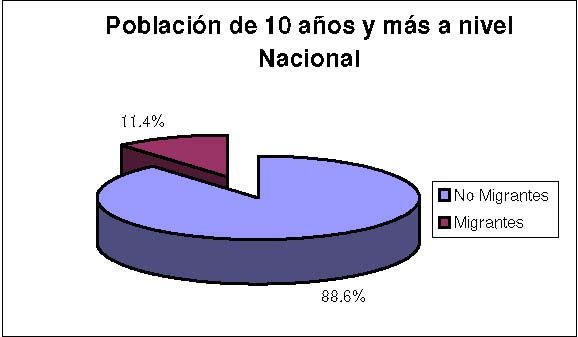 Población de 10 años y más a nivel
Nacional
11.4%
No Migrantes
Migrantes
88.6%